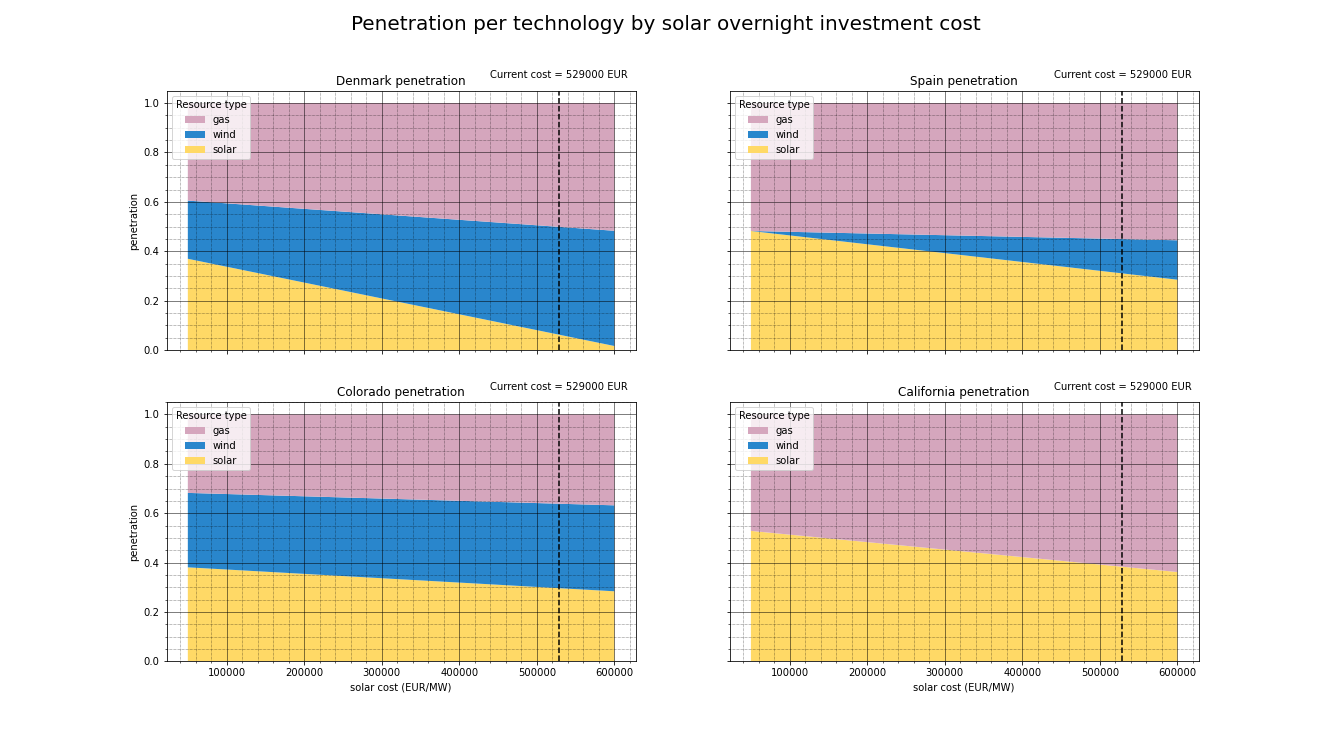 Penetration per technology by solar overnight investment cost
Denmark penetration
Current cost = 529000 EUR
Resource type
gas
wind
solar
penetration
1.0
0.8
0.6
0.4
0.2
0.0
Spain penetration
Current cost = 529000 EUR
Resource type
gas
wind
solar
Colorado penetration
Current cost = 529000 EUR
Resource type
gas
wind
solar
penetration
1.0
0.8
0.6
0.4
0.2
0.0
100000 200000 300000 400000 500000 600000
solar cost (EUR/MW)
California penetration
Current cost = 529000 EUR
Resource type
gas
wind
solar
100000 200000 300000 400000 500000 600000
solar cost (EUR/MW)